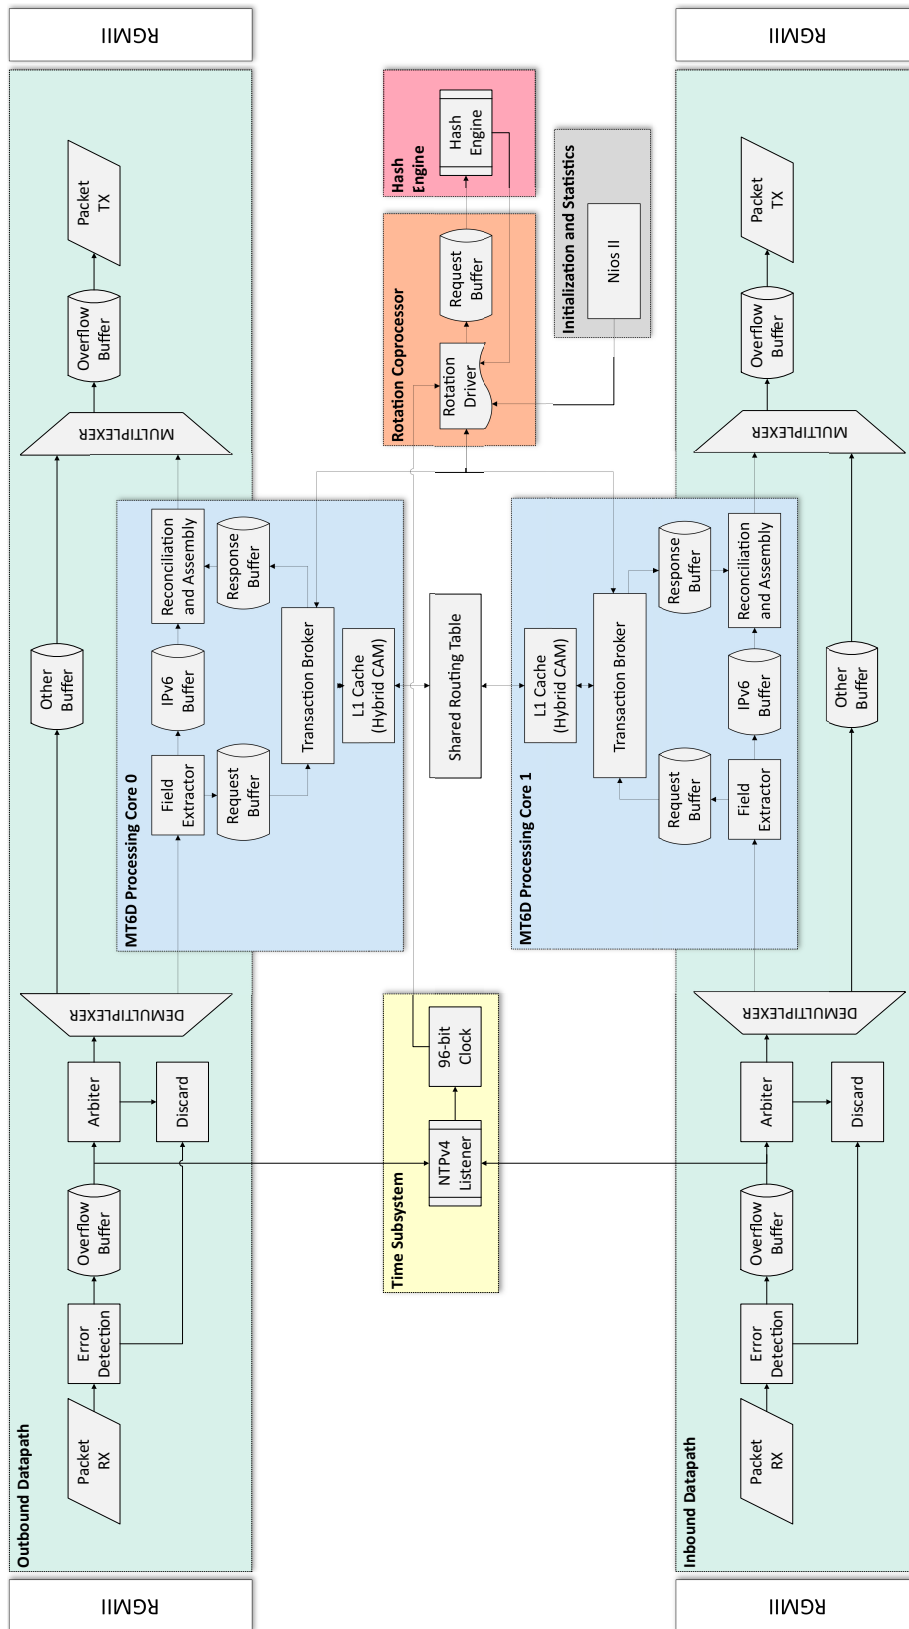 Outbound Datapath
RGMII
Packet
RX
Error
Detection
Overflow
Buffer
Arbiter
Discard
DEMULTIPLEXER
Other
Buffer
MULTIPLEXER
Overflow
Buffer
Packet
TX
RGMII
MT6D Processing Core 0
Field
Extractor
IPv6
Buffer
Reconciliation
and Assembly
Request
Buffer
Response
Buffer
Transaction Broker
L1 Cache
(Hybrid CAM)
Time Subsystem
NTPv4
Listener
96-bit
Clock
Shared Routing Table
Rotation Coprocessor
Rotation
Driver
Request
Buffer
Hash
Engine
Hash
Engine
Initialization and Statistics
Nios II
MT6D Processing Core 1
L1 Cache
(Hybrid CAM)
Transaction Broker
Request
Buffer
Response
Buffer
Field
Extractor
IPv6
Buffer
Reconciliation
and Assembly
Inbound Datapath
RGMII
Packet
RX
Error
Detection
Overflow
Buffer
Arbiter
Discard
DEMULTIPLEXER
Other
Buffer
MULTIPLEXER
Overflow
Buffer
Packet
TX
RGMII